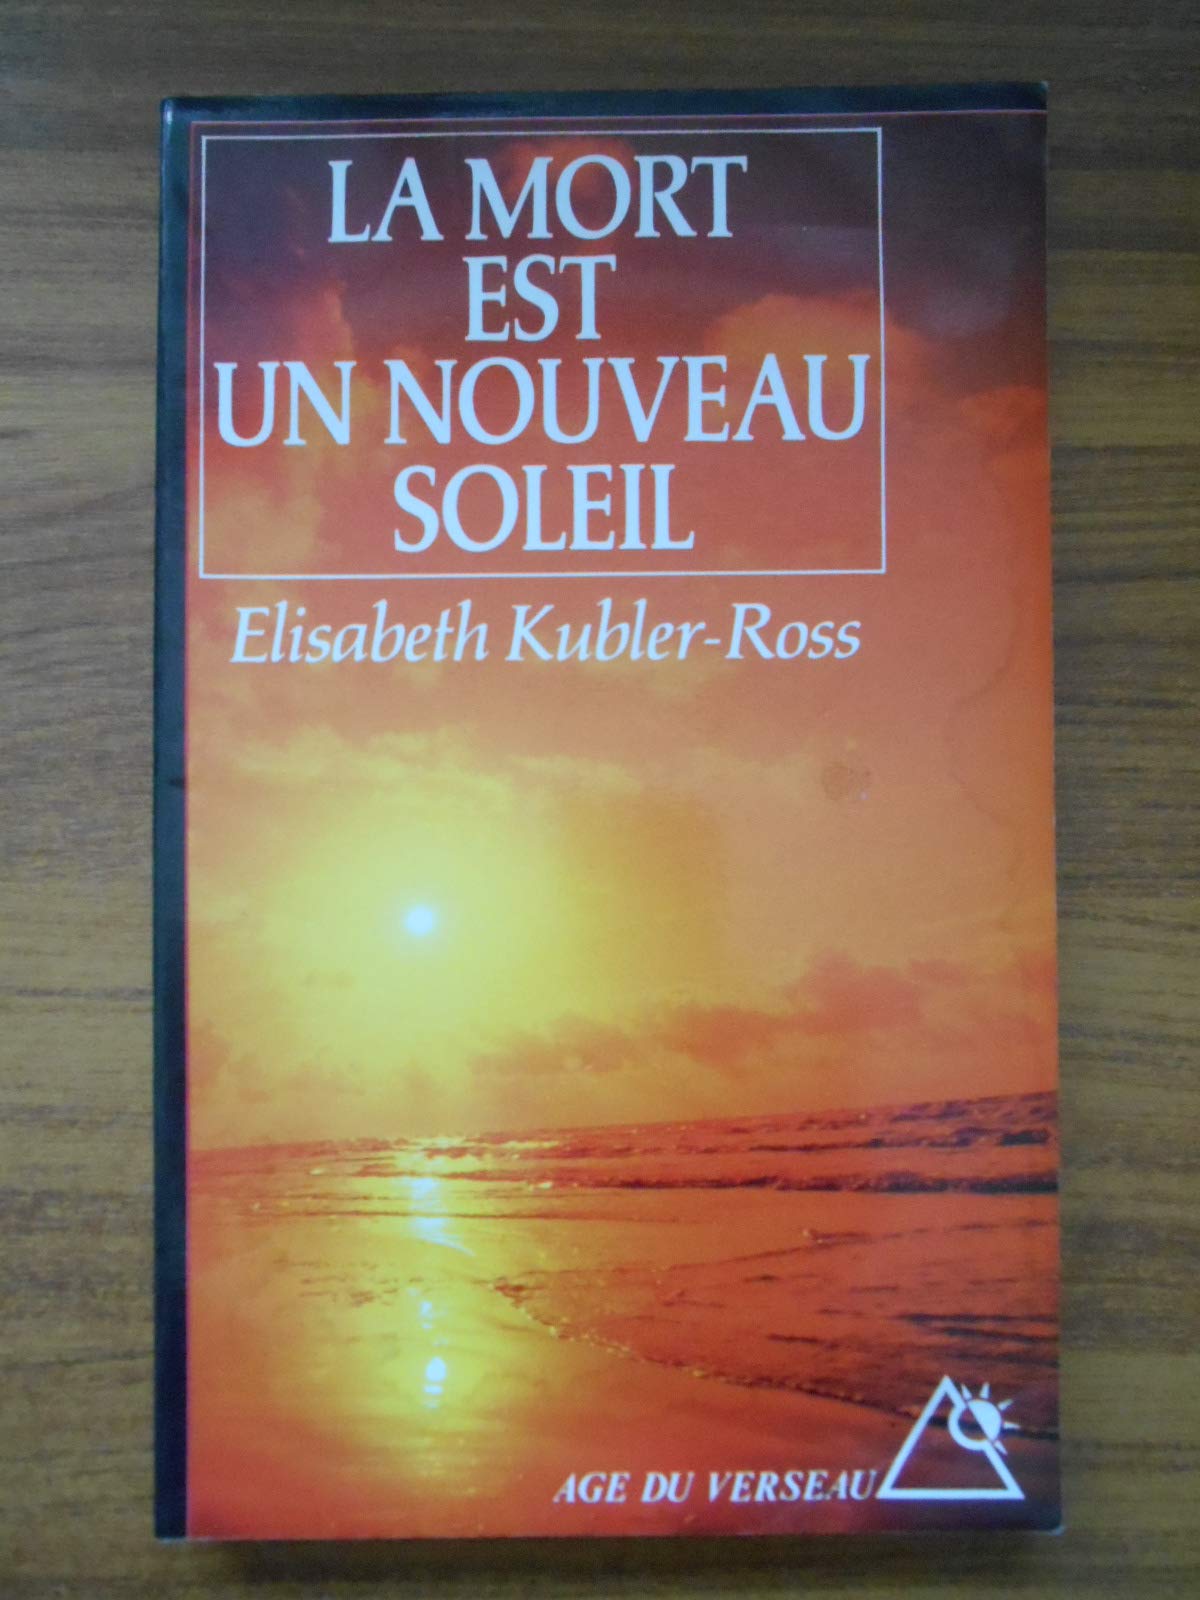 LA MORT
EST
UN NOUVEAU
SOLEIL
Elisabeth Kubler-Ross
AGE DU VERSEAU